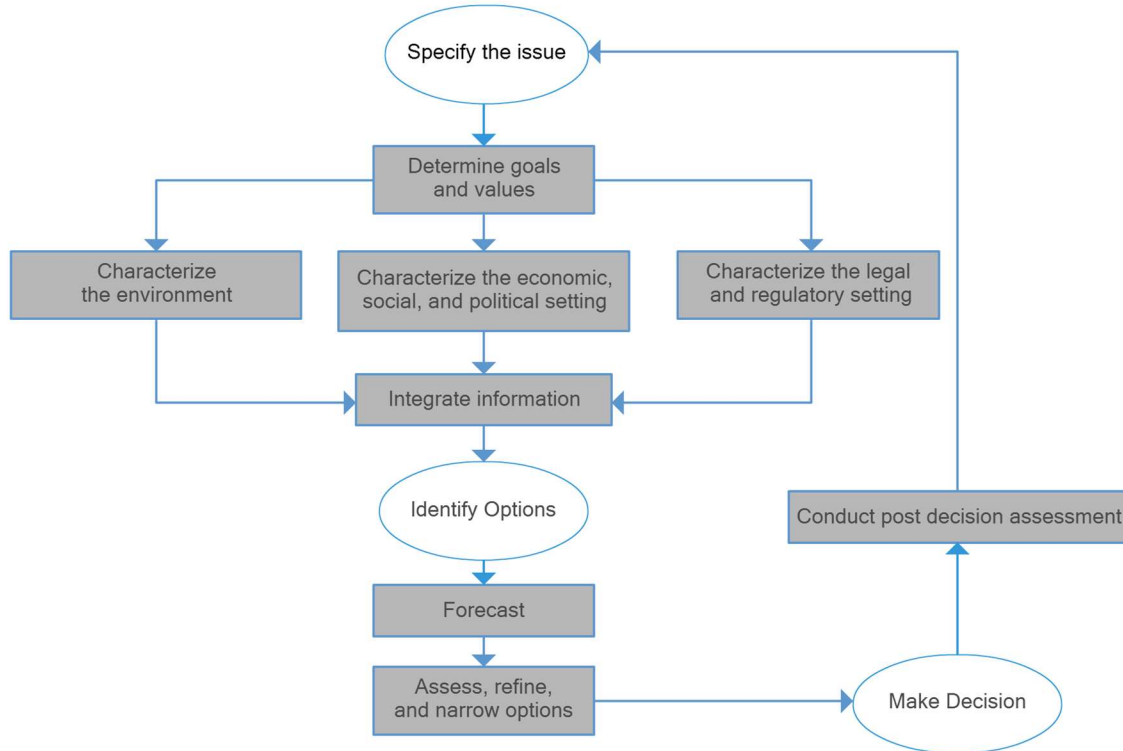 Specify the issue
Determine goals
and values
Characterize
the environment
Characterize the economic,
social, and political setting
Characterize the legal
and regulatory setting
Integrate information
Identify Options
Conduct post decision assessment
Forecast
Assess, refine,
and narrow options
Make Decision